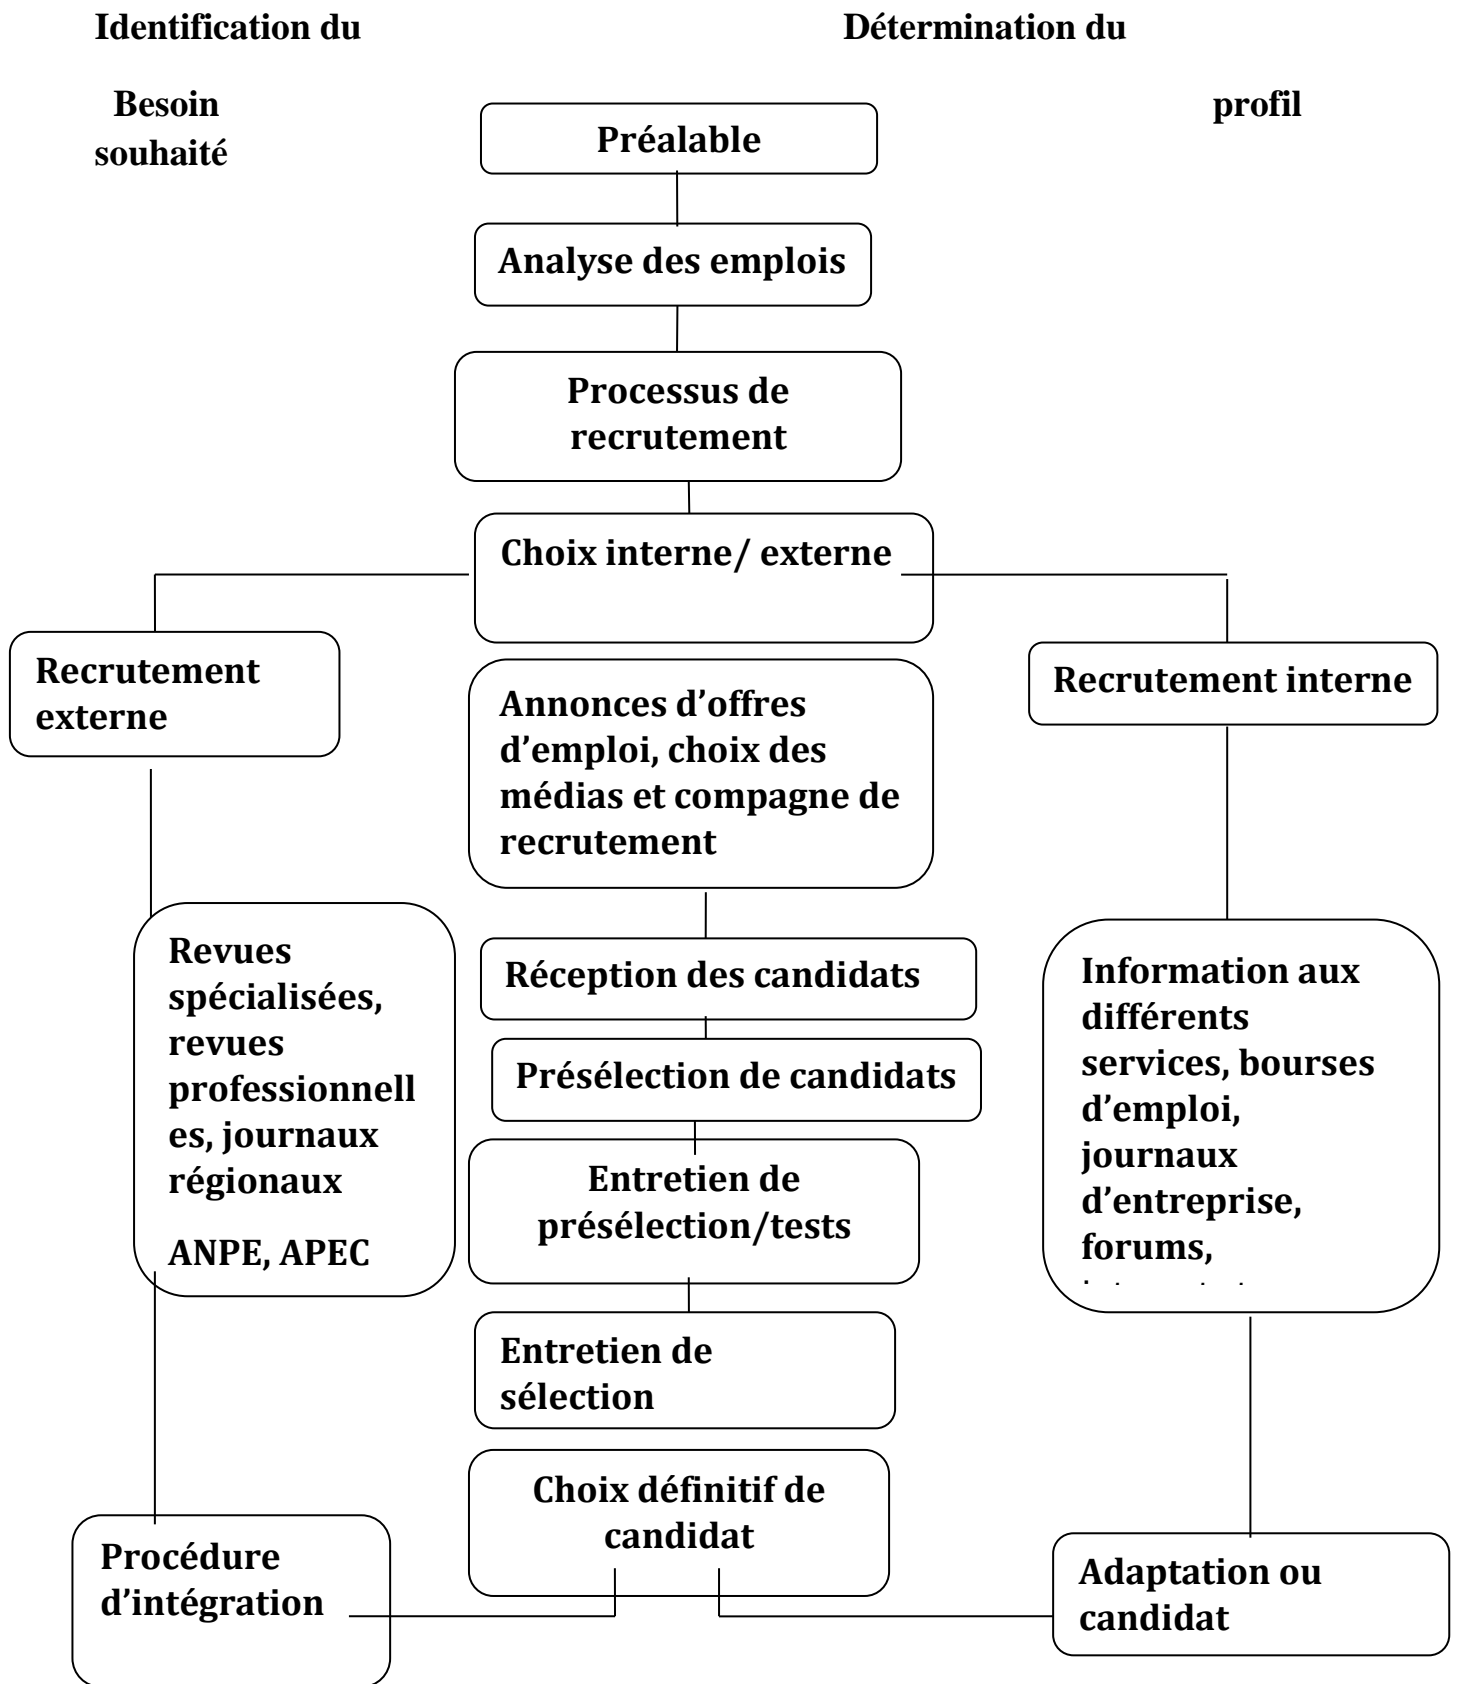 Identification du
Détermination du
Besoin
profil
souhaité
Préalable
Analyse des emplois
Processus de
recrutement
Choix interne/ externe
Recrutement
externe
Recrutement interne
Annonces d’offres
d’emploi, choix des
médias et compagne de
recrutement
Revues
spécialisées,
revues
professionnell
es, journaux
régionaux
ANPE, APEC
Réception des candidats
Présélection de candidats
Entretien de
présélection/tests
Information aux
différents
services, bourses
d’emploi,
journaux
d’entreprise,
forums,
Entretien de
sélection
Choix définitif de
candidat
Procédure
d’intégration
Adaptation ou
candidat